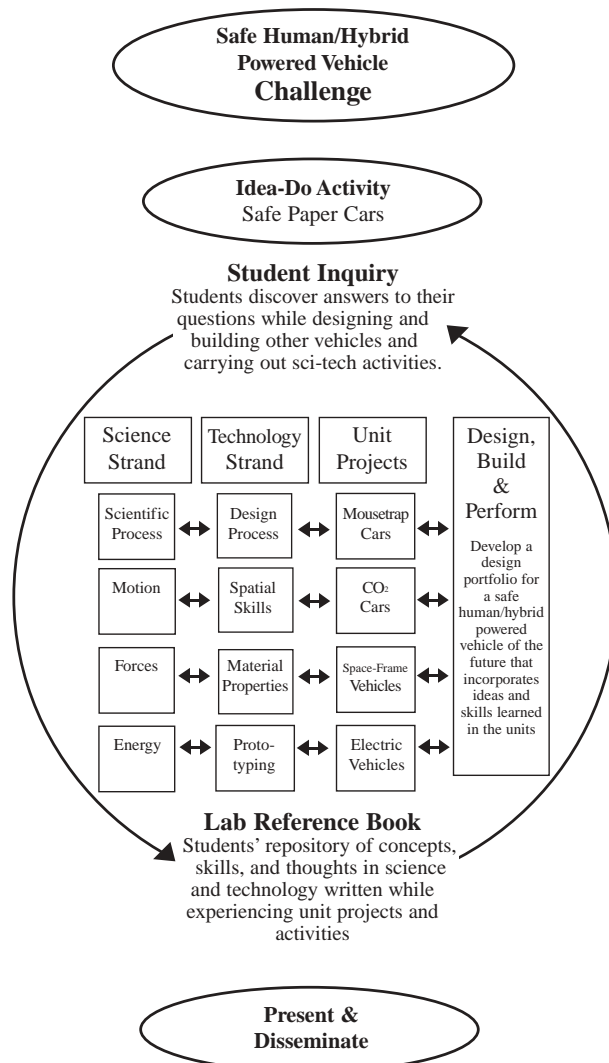 Safe Human/Hybrid
Powered Vehicle
Challenge
Idea-Do Activity
Safe Paper Cars
Student Inquiry
Students discover answers to their
questions while designing and
building other vehicles and
carrying out sci-tech activities.
Science
Strand
Technology
Strand
Unit
Projects
Design,
Build
&
Perform
Develop a
design
portfolio for
a safe
human/hybrid
powered
vehicle of the
future that
incorporates
ideas and
skills learned
in the units
Scientific
Process
Design
Process
Mousetrap
Cars
Motion
Spatial
Skills
CO2
Cars
Forces
Material
Properties
Space-Frame
Vehicles
Energy
Proto-
typing
Electric
Vehicles
Lab Reference Book
Students’ repository of concepts,
skills, and thoughts in science
and technology written while
experiencing unit projects and
activities
Present &
Disseminate